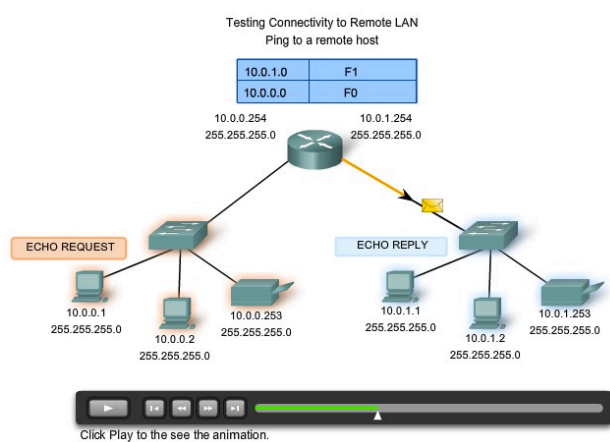 Testing Connectivity to Remote LAN
Ping to a remote host
10.0.1.0 F1
10.0.0.0 F0
10.0.0.254
255.255.255.0
10.0.1.254
255.255.255.0
ECHO REQUEST
ECHO REPLY
10.0.0.1
255.255.255.0
10.0.0.2
255.255.255.0
10.0.0.253
255.255.255.0
10.0.1.1
255.255.255.0
10.0.1.2
255.255.255.0
10.0.1.253
255.255.255.0
Click Play to the see the animation.